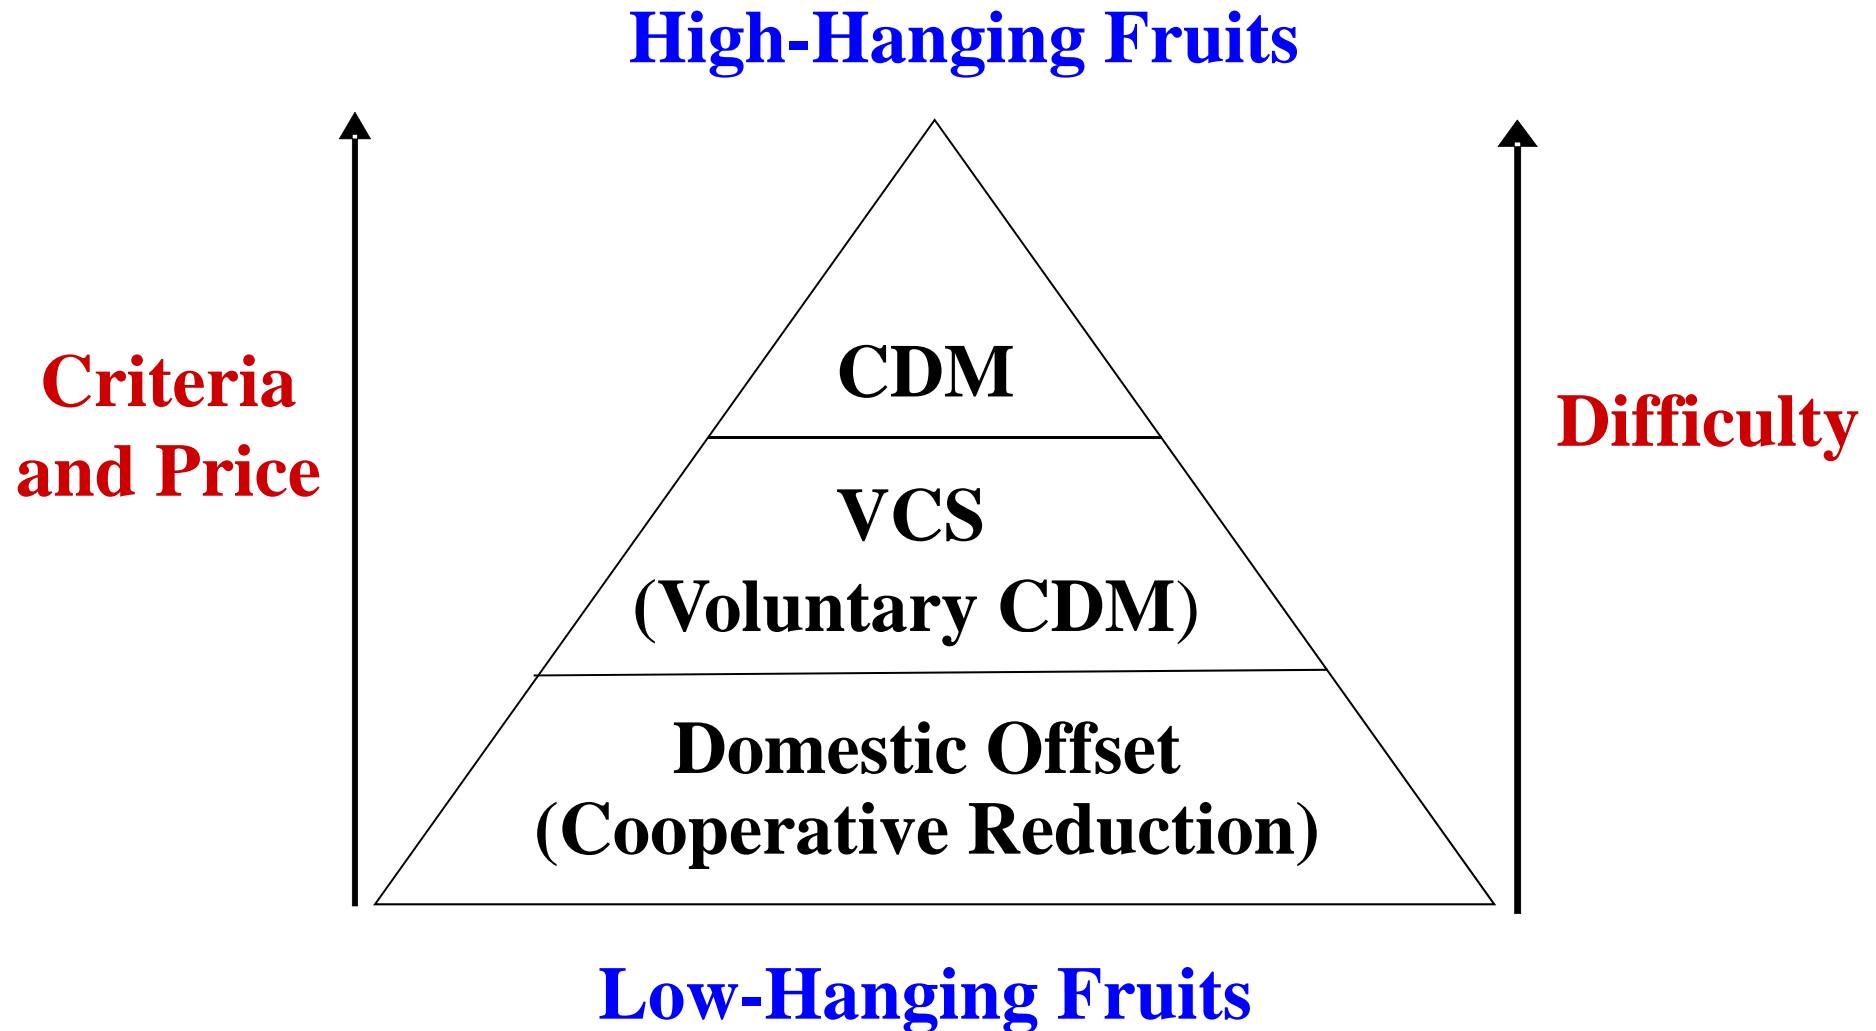 High-Hanging Fruits
Criteria
and Price
CDM
VCS
(Voluntary CDM)
Domestic Offset
(Cooperative Reduction)
Difficulty
Low-Hanging Fruits